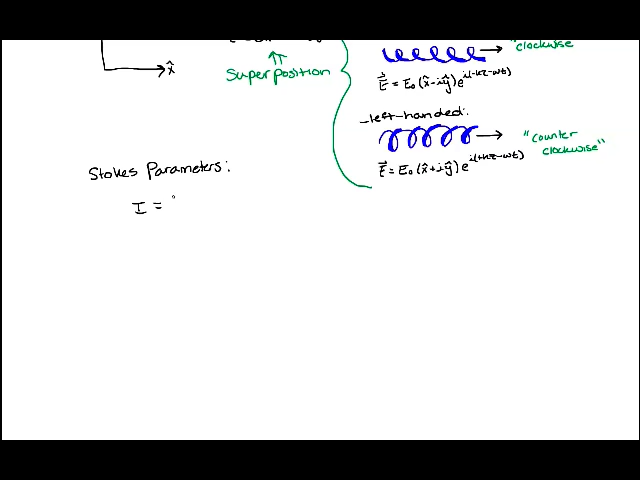 x̂
Superposition
"clockwise
E⃗ = E₀(x̂-iŷ)e^i(-kz-ωt)
-left-handed:
"counter
clockwise"
E⃗ = E₀(x̂+iŷ)e^i(+kz-ωt)
Stokes Parameters:
I =